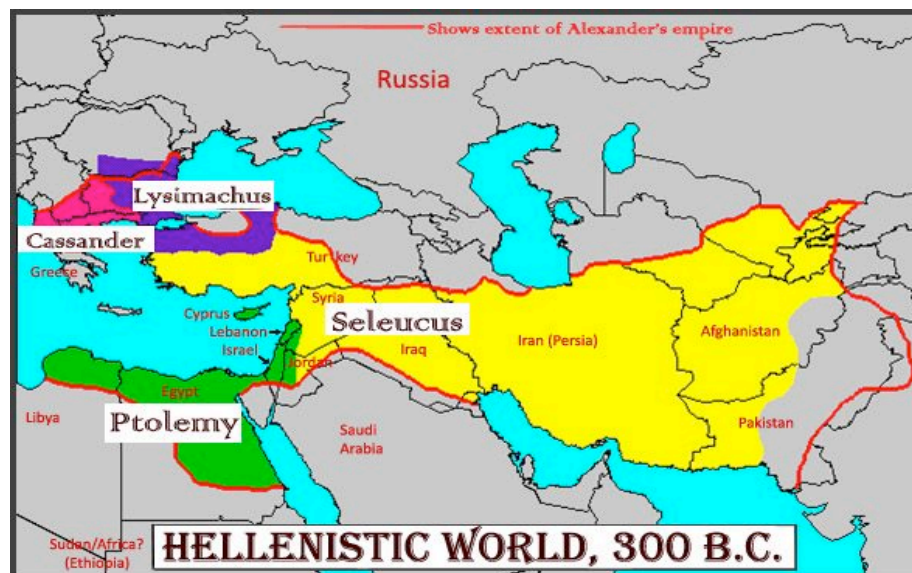 Shows extent of Alexander's empire
Russia
Lysimachus
Cassander
Greece
Turkey
Syria
Cyprus
Lebanon
Israel
Seleucus
Jordan
Iraq
Iran (Persia)
Afghanistan
Egypt
Pakistan
Libya
Ptolemy
Saudi
Arabia
Sudan/Africa?
(Ethiopia)
HELLENISTIC WORLD, 300 B.C.